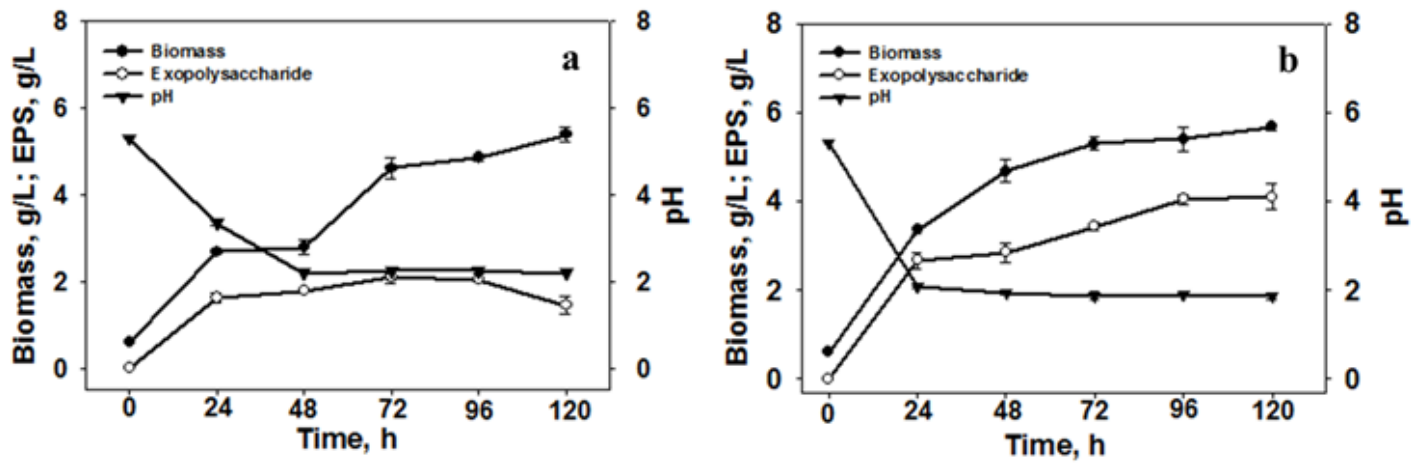 8
6
4
2
0
Biomass, g/L; EPS, g/L
Biomass
Exopolysaccharide
pH
a
8
6
4
2
0
pH
0 24 48 72 96 120
Time, h
8
6
4
2
0
Biomass, g/L; EPS, g/L
Biomass
Exopolysaccharide
pH
b
8
6
4
2
0
pH
0 24 48 72 96 120
Time, h